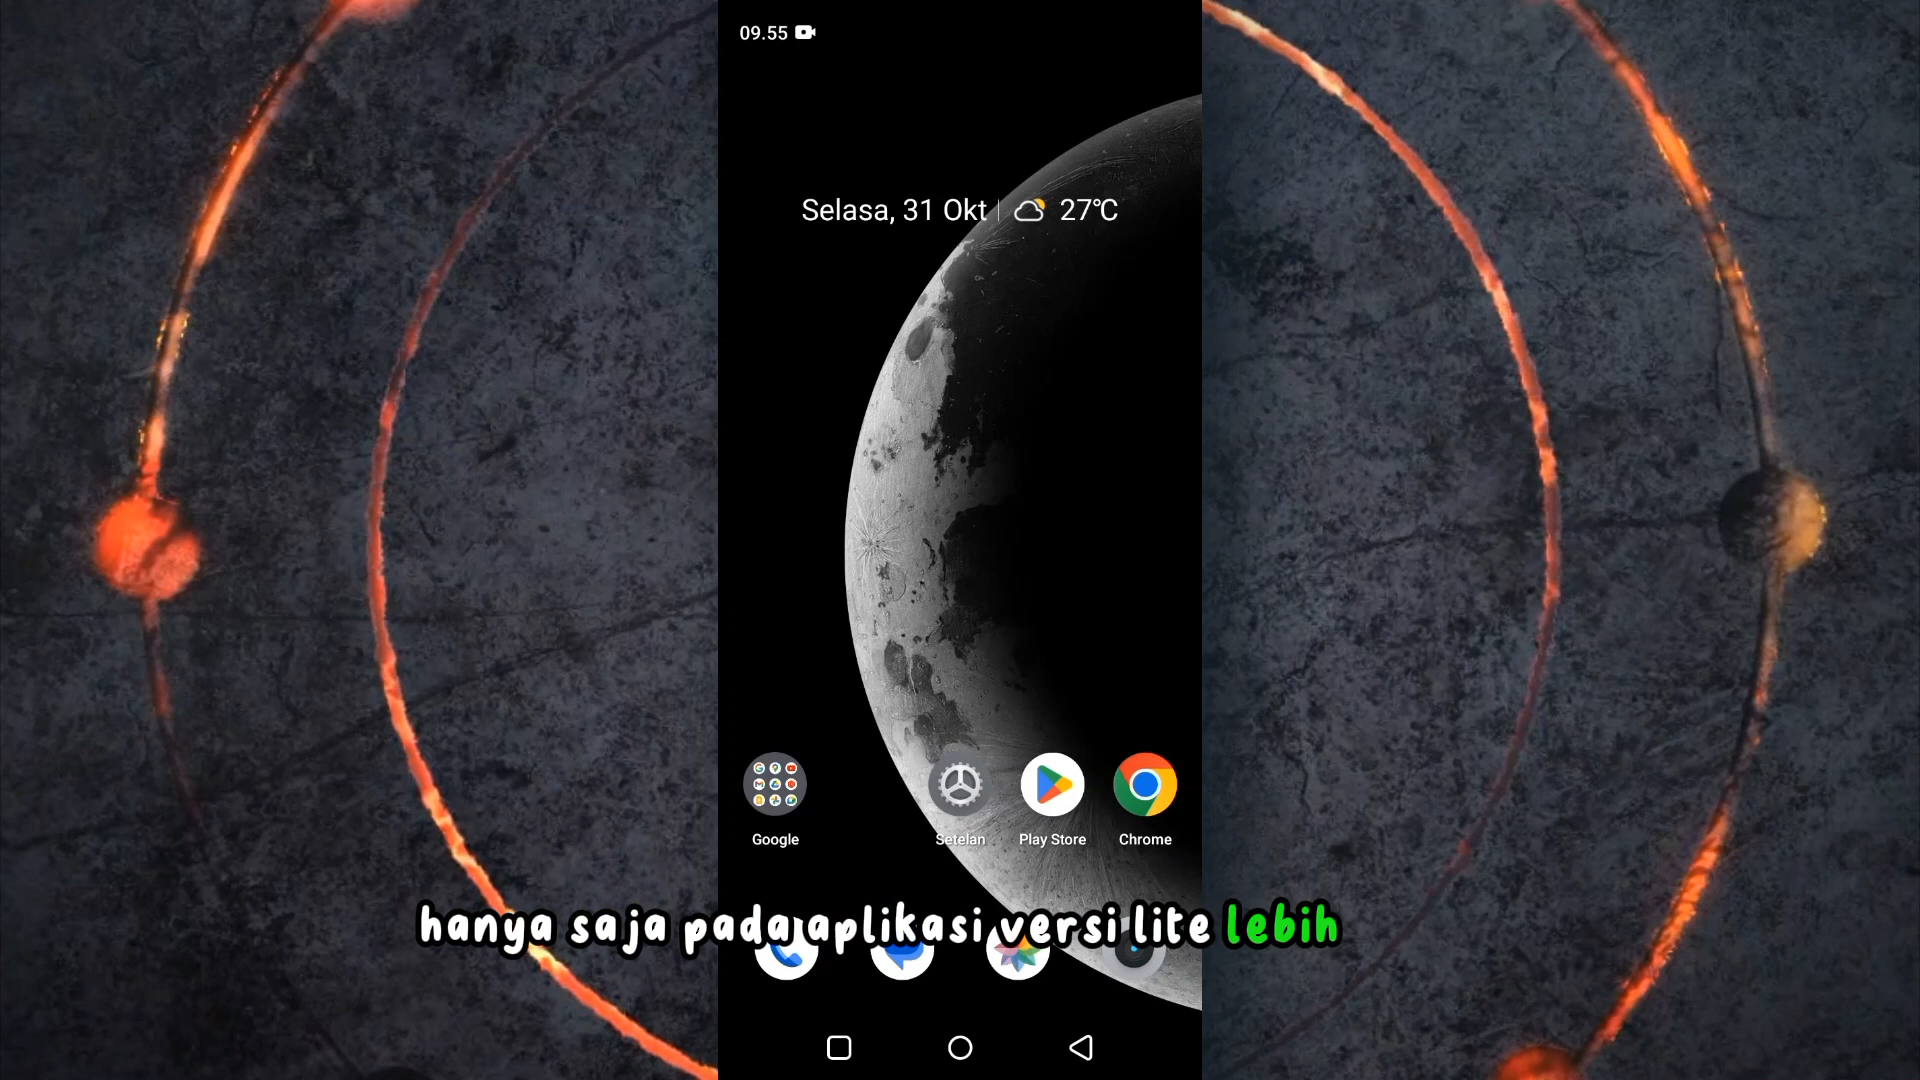 09.55
Selasa, 31 Okt 27°C
Google Setelan Play Store Chrome
hanya saja pada aplikasi versi lite lebih